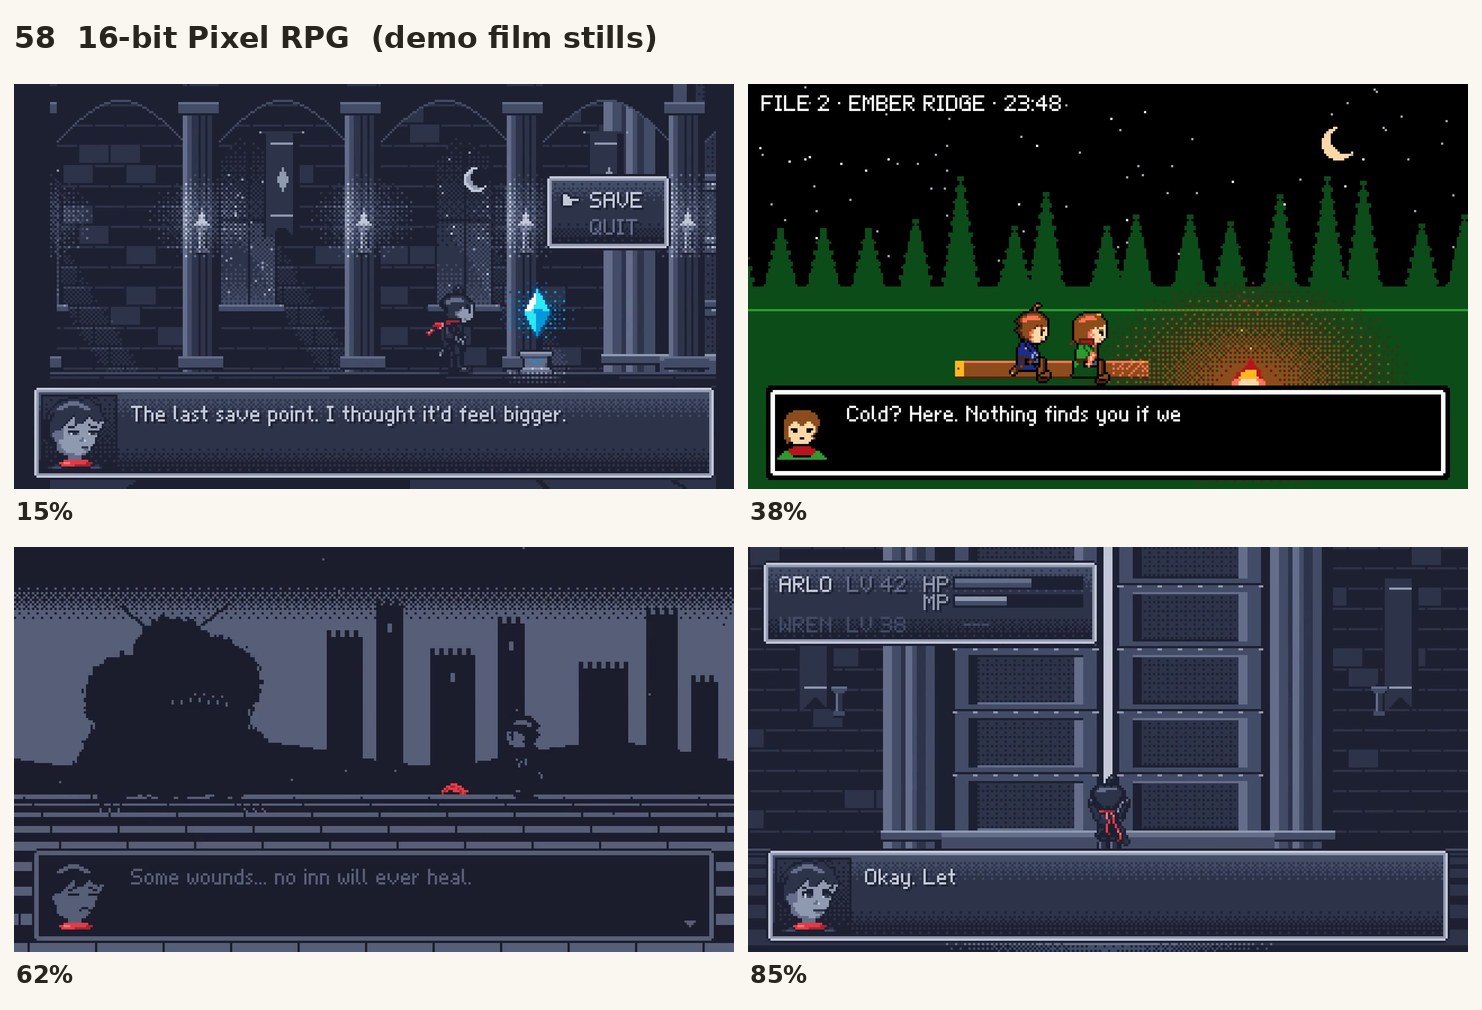 58 16-bit Pixel RPG (demo film stills)
SAVE
QUIT
The last save point. I thought it'd feel bigger.
15%
FILE 2 · EMBER RIDGE · 23:48
Cold? Here. Nothing finds you if we
38%
Some wounds... no inn will ever heal.
62%
ARLO LV 42 HP
MP
WREN LV 38 ---
Okay. Let
85%